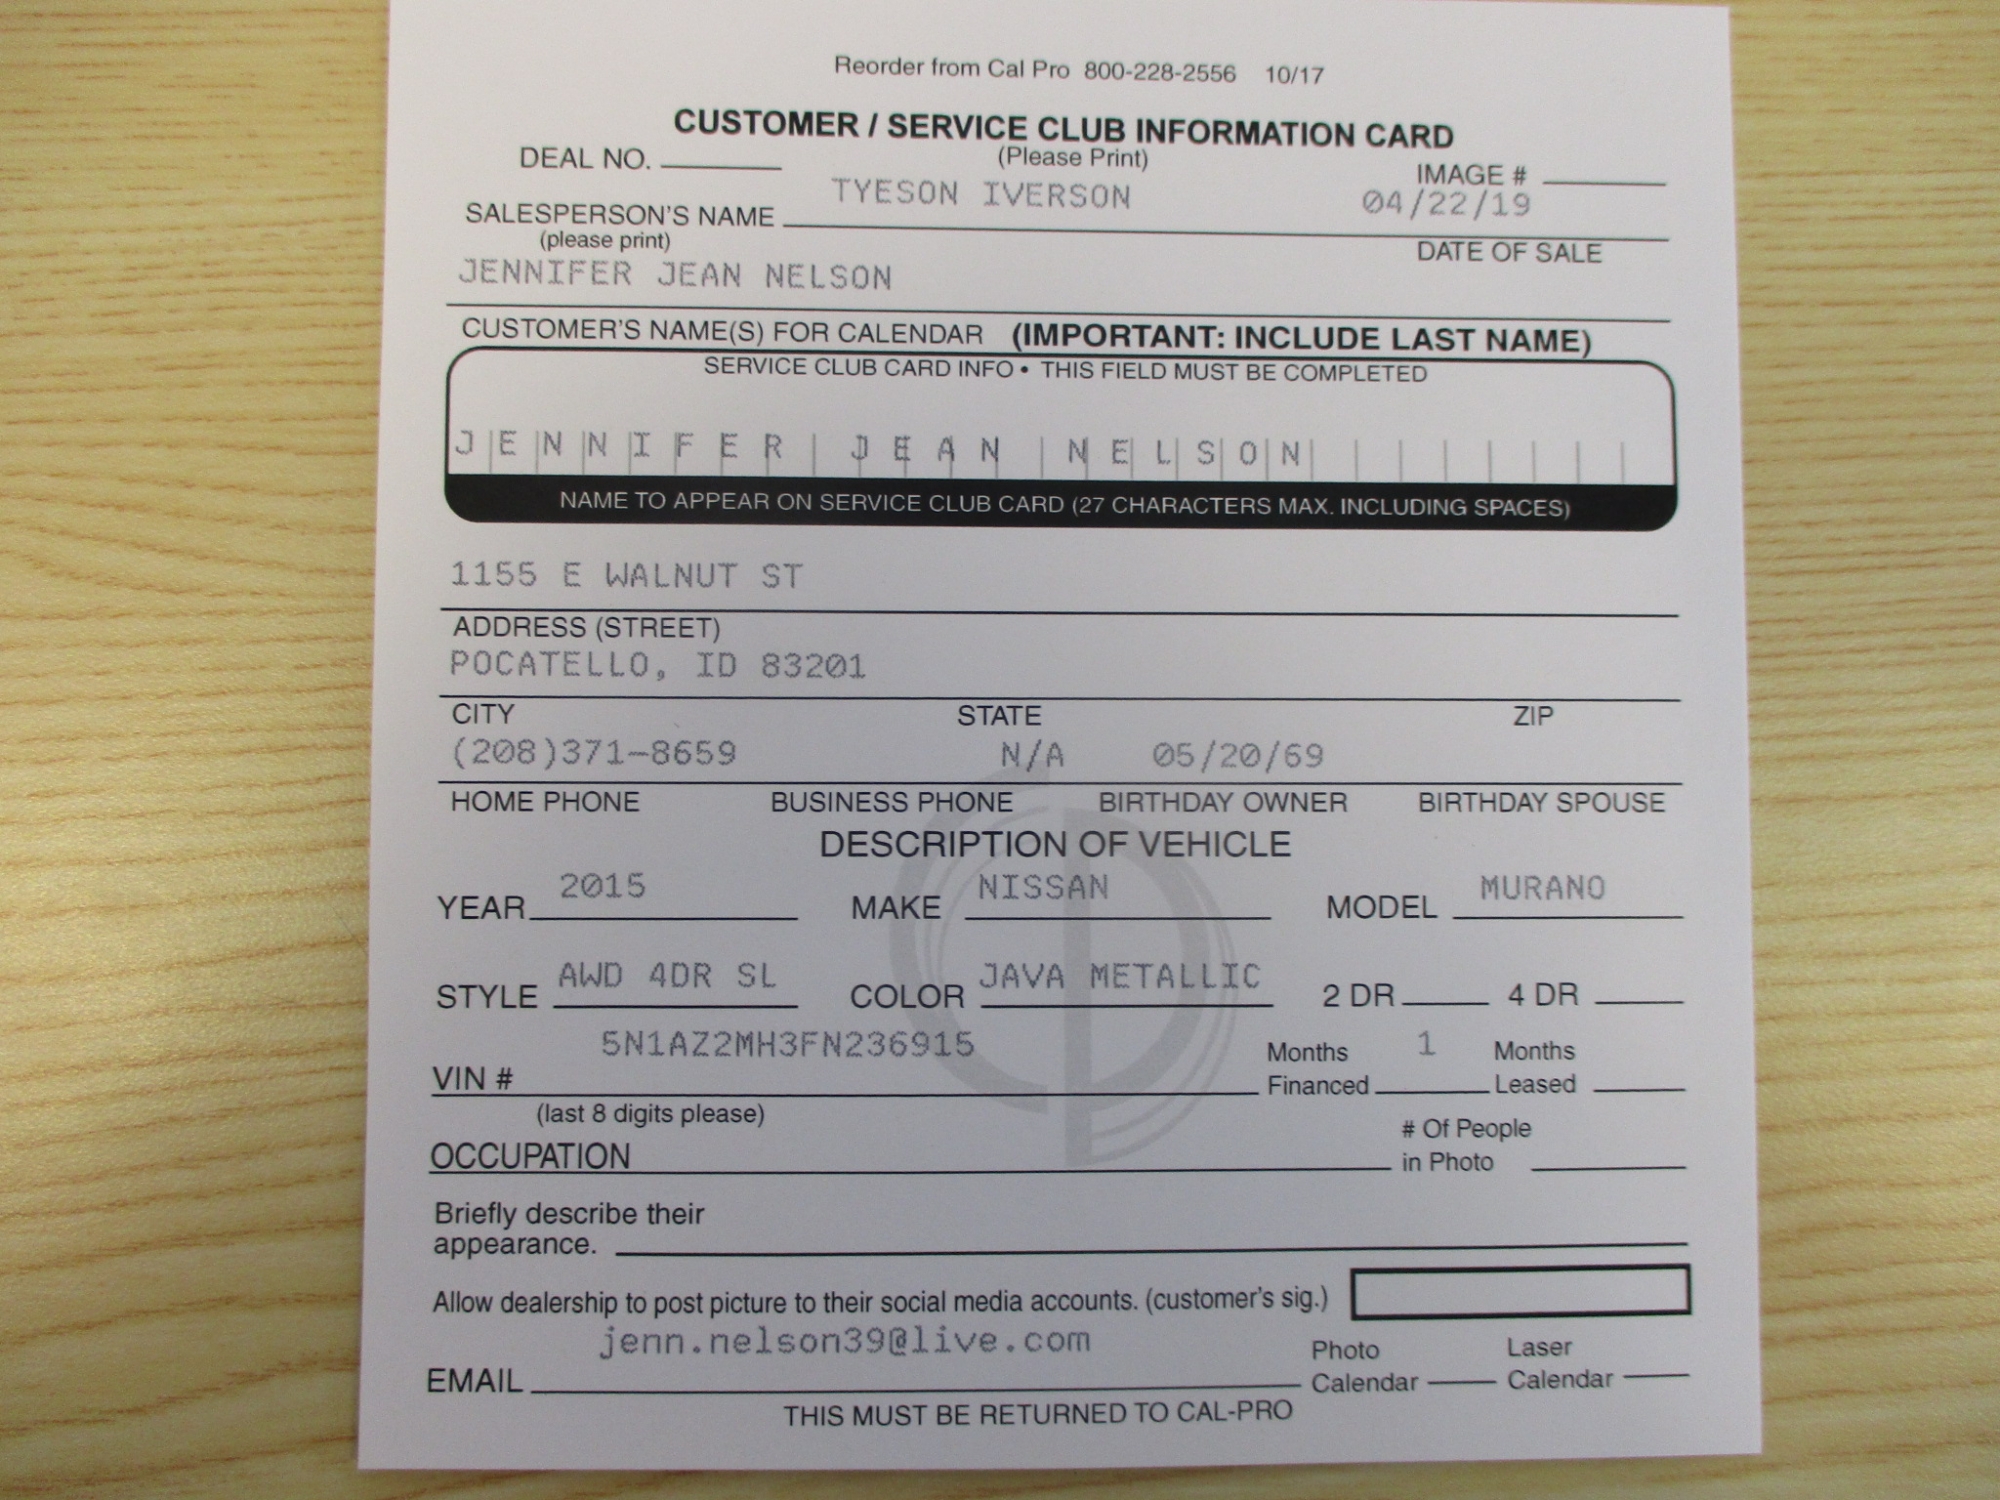 Reorder from Cal Pro 800-228-2556 10/17
CUSTOMER / SERVICE CLUB INFORMATION CARD
DEAL NO. (Please Print) IMAGE #
TYESON IVERSON 04/22/19
SALESPERSON'S NAME
(please print) DATE OF SALE
JENNIFER JEAN NELSON
CUSTOMER'S NAME(S) FOR CALENDAR (IMPORTANT: INCLUDE LAST NAME)
SERVICE CLUB CARD INFO • THIS FIELD MUST BE COMPLETED
JENNIFER JEAN NELSON
NAME TO APPEAR ON SERVICE CLUB CARD (27 CHARACTERS MAX. INCLUDING SPACES)
1155 E WALNUT ST
ADDRESS (STREET)
POCATELLO, ID 83201
CITY STATE ZIP
(208)371-8659 N/A 05/20/69
HOME PHONE BUSINESS PHONE BIRTHDAY OWNER BIRTHDAY SPOUSE
DESCRIPTION OF VEHICLE
YEAR 2015 MAKE NISSAN MODEL MURANO
STYLE AWD 4DR SL COLOR JAVA METALLIC 2 DR 4 DR
5N1AZ2MH3FN236915 Months 1 Months
VIN # Financed Leased
(last 8 digits please) # Of People
OCCUPATION in Photo
Briefly describe their
appearance.
Allow dealership to post picture to their social media accounts. (customer's sig.)
jenn.nelson39@live.com Photo Laser
EMAIL Calendar Calendar
THIS MUST BE RETURNED TO CAL-PRO